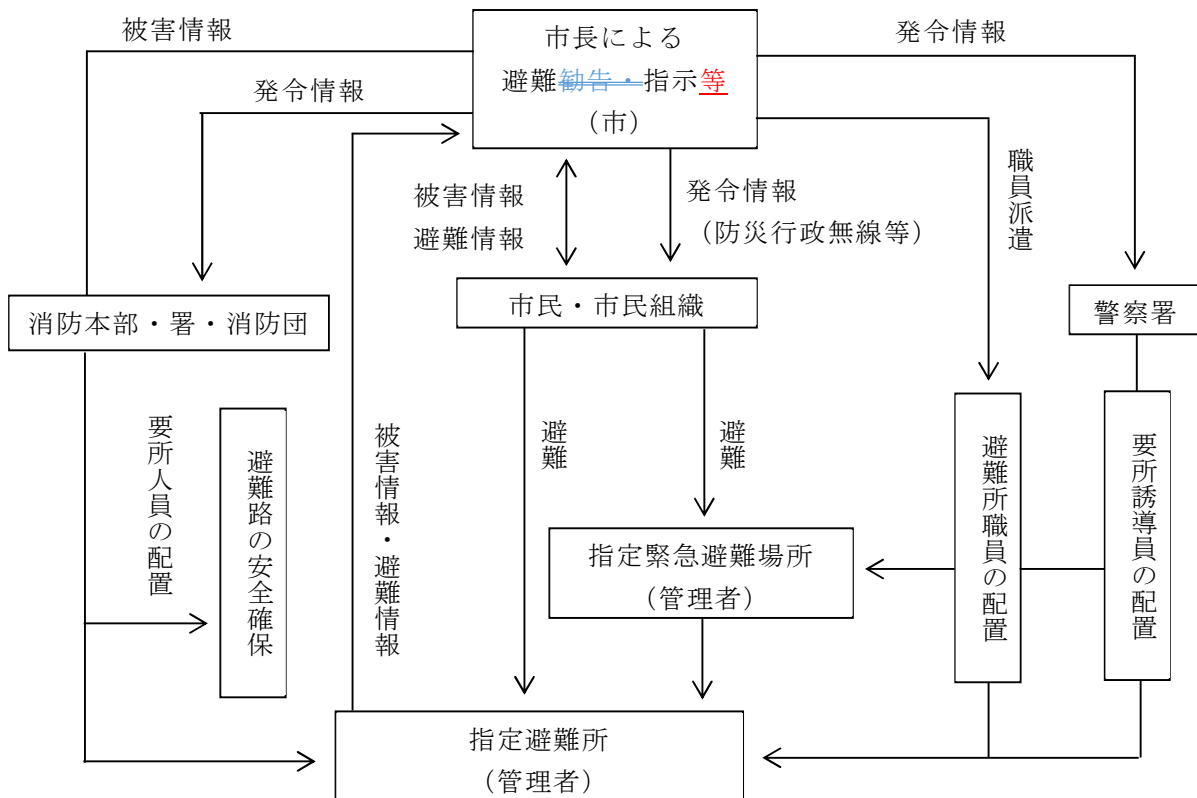 被害情報
市長による
避難勧告・指示等
（市）
発令情報
発令情報
職員派遣
被害情報
避難情報
発令情報
（防災行政無線等）
消防本部・署・消防団
市民・市民組織
警察署
要所人員の配置
避難路の安全確保
被害情報・避難情報
避難
避難
避難所職員の配置
要所誘導員の配置
指定緊急避難場所
（管理者）
指定避難所
（管理者）